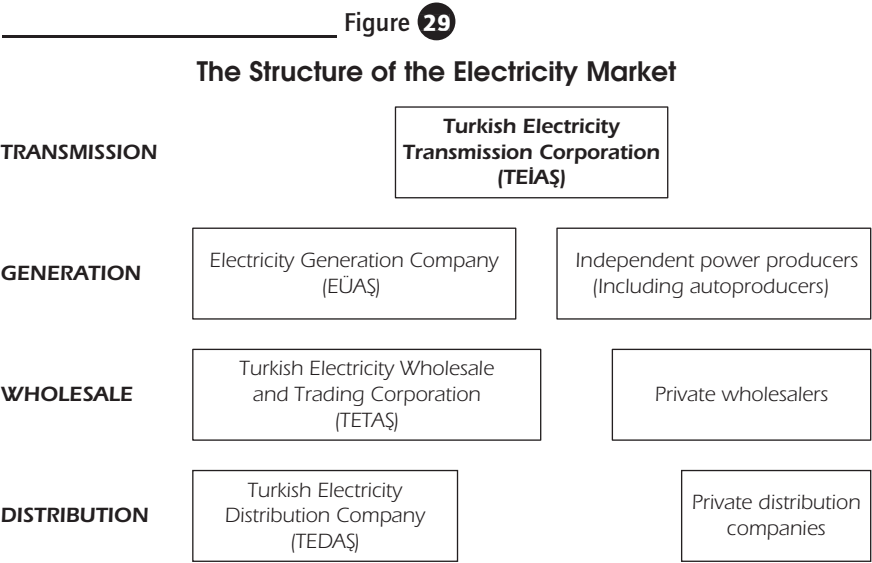 Figure 29
The Structure of the Electricity Market
TRANSMISSION
Turkish Electricity
Transmission Corporation
(TEİAŞ)
GENERATION
Electricity Generation Company
(EÜAŞ)
Independent power producers
(Including autoproducers)
WHOLESALE
Turkish Electricity Wholesale
and Trading Corporation
(TETAŞ)
Private wholesalers
DISTRIBUTION
Turkish Electricity
Distribution Company
(TEDAŞ)
Private distribution
companies